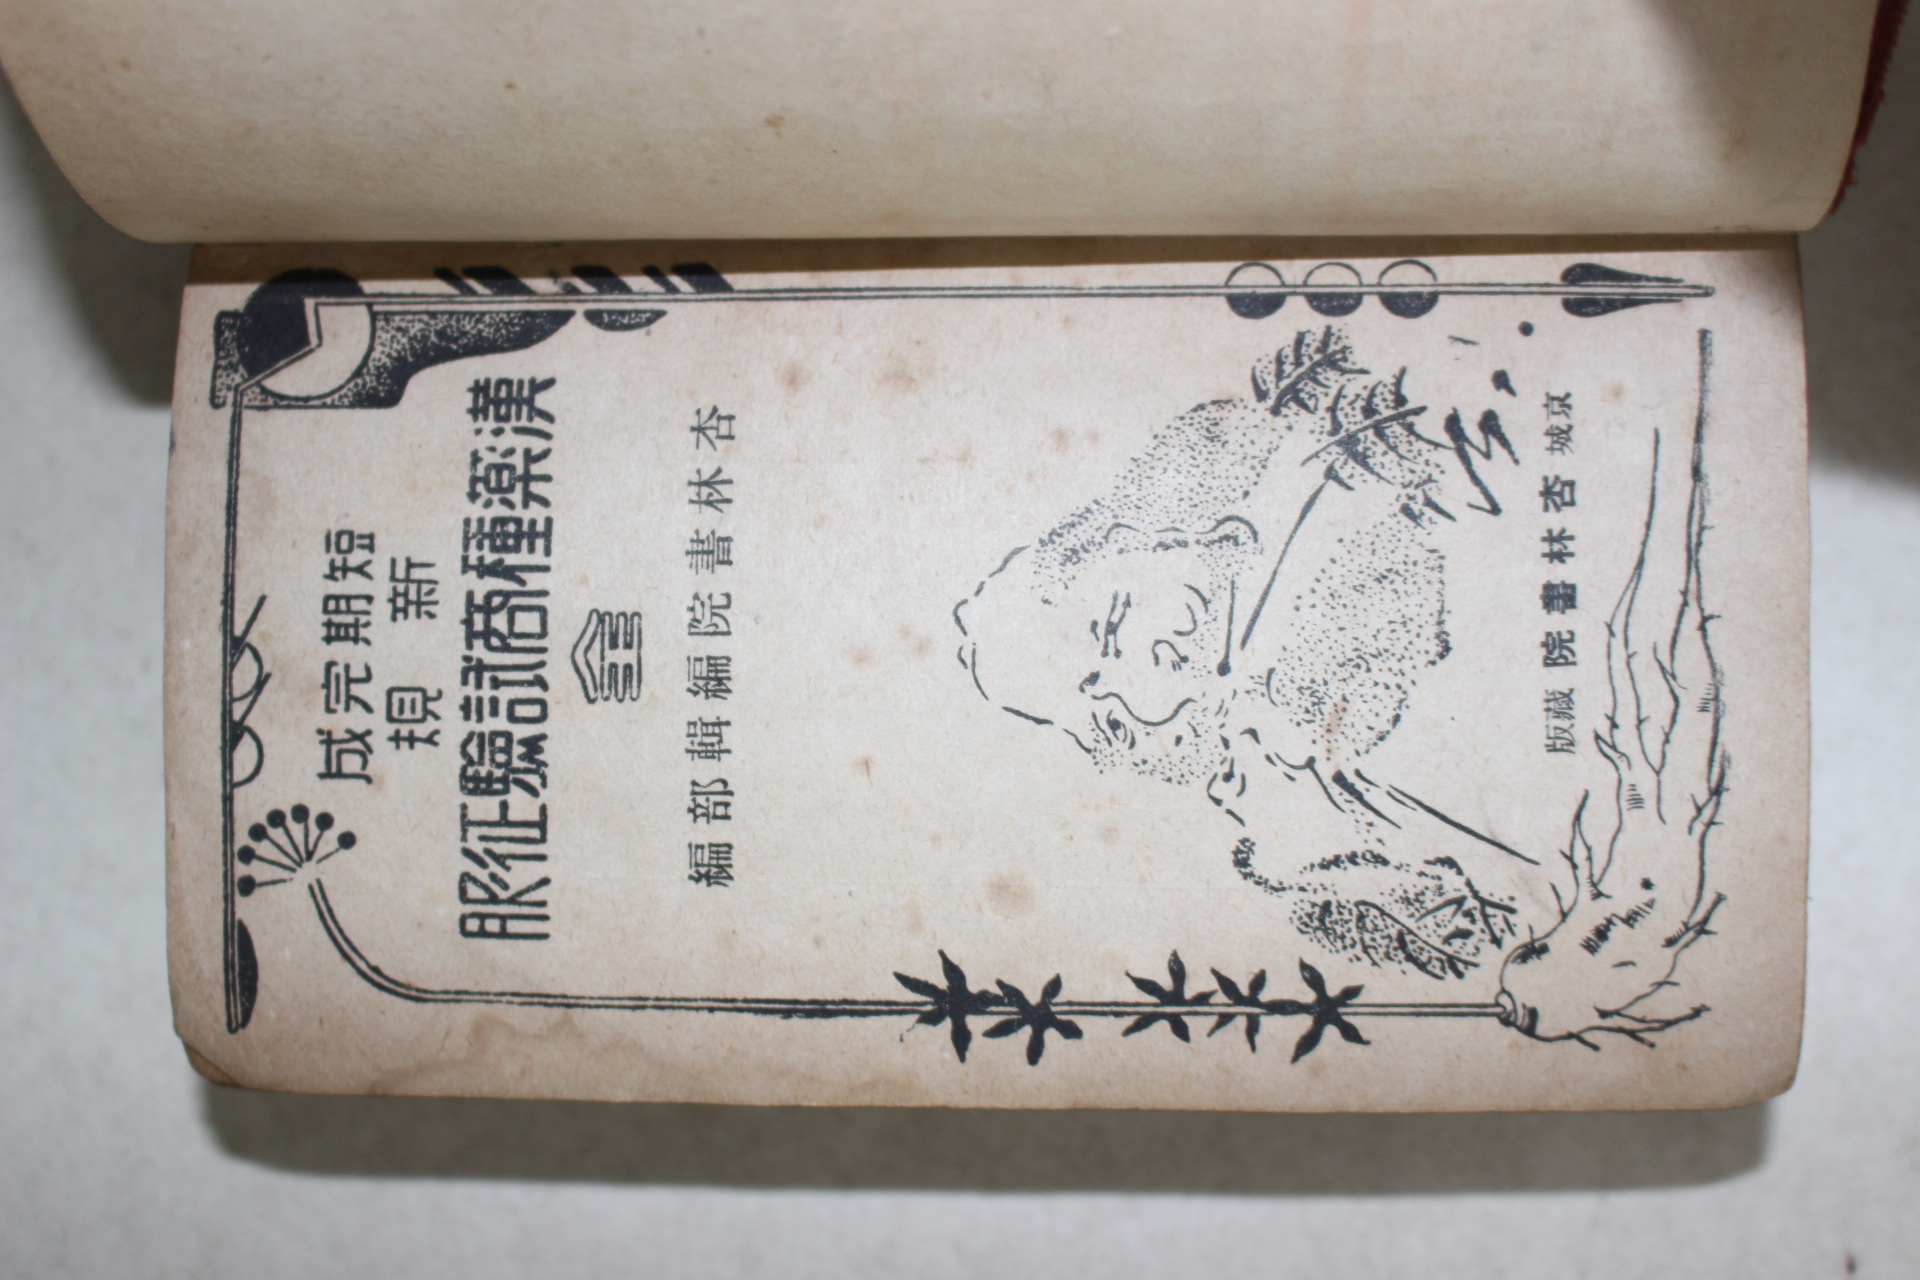 短期完成
新規
漢藥種商試驗征服
全
杏林書院編輯部編
京城 杏林書院 藏版